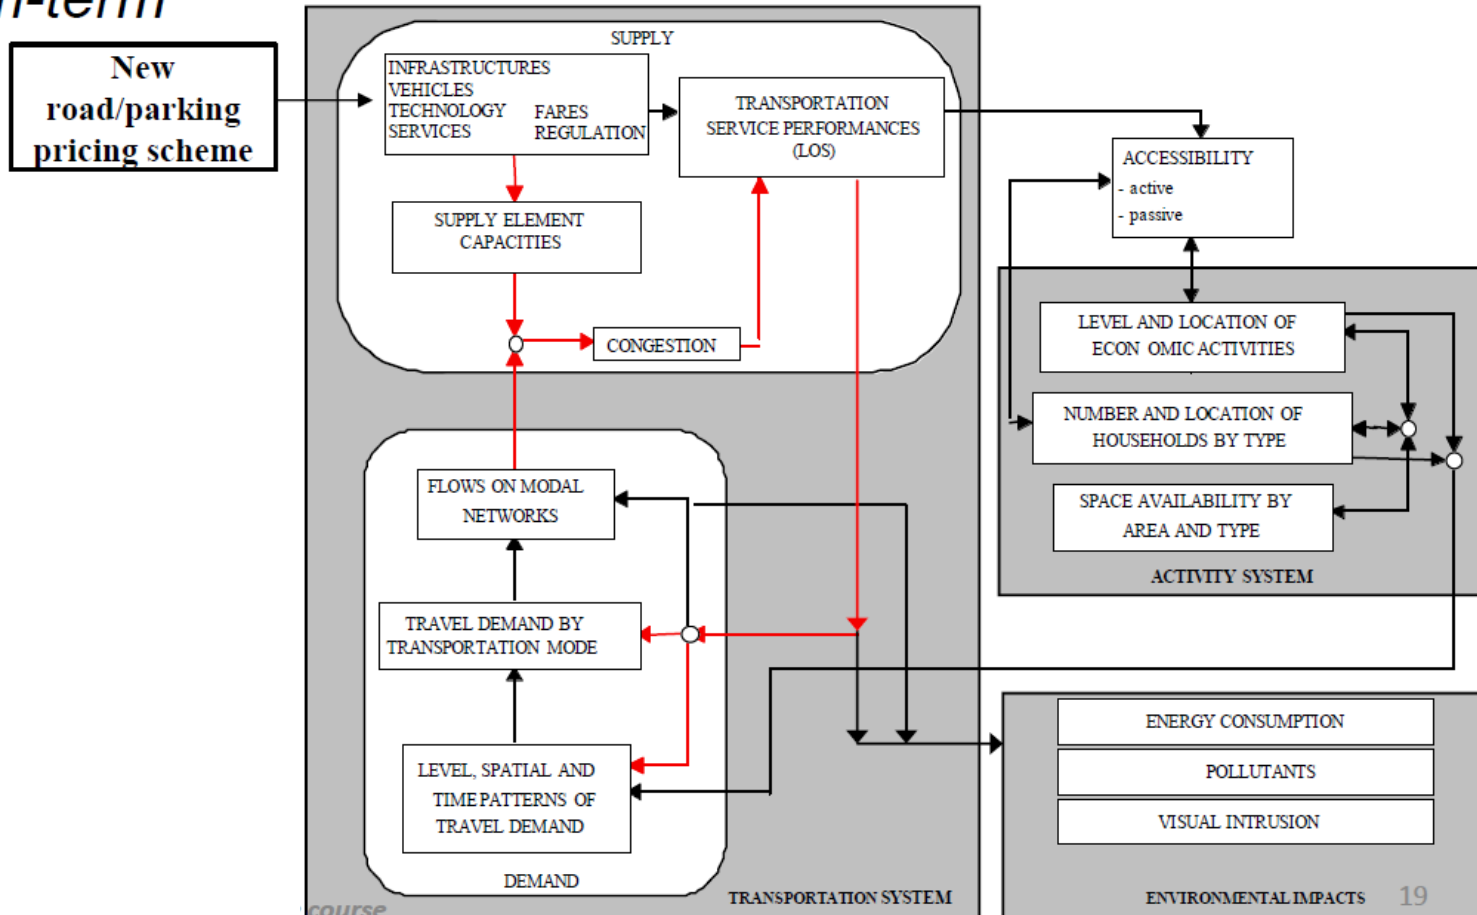 n-term
New
road/parking
pricing scheme
SUPPLY
INFRASTRUCTURES
VEHICLES
TECHNOLOGY
SERVICES
FARES
REGULATION
TRANSPORTATION
SERVICE PERFORMANCES
(LOS)
ACCESSIBILITY
- active
- passive
SUPPLY ELEMENT
CAPACITIES
CONGESTION
LEVEL AND LOCATION OF
ECON OMIC ACTIVITIES
NUMBER AND LOCATION OF
HOUSEHOLDS BY TYPE
SPACE AVAILABILITY BY
AREA AND TYPE
ACTIVITY SYSTEM
FLOWS ON MODAL
NETWORKS
TRAVEL DEMAND BY
TRANSPORTATION MODE
LEVEL, SPATIAL AND
TIME PATTERNS OF
TRAVEL DEMAND
DEMAND
TRANSPORTATION SYSTEM
ENERGY CONSUMPTION
POLLUTANTS
VISUAL INTRUSION
ENVIRONMENTAL IMPACTS
19
course